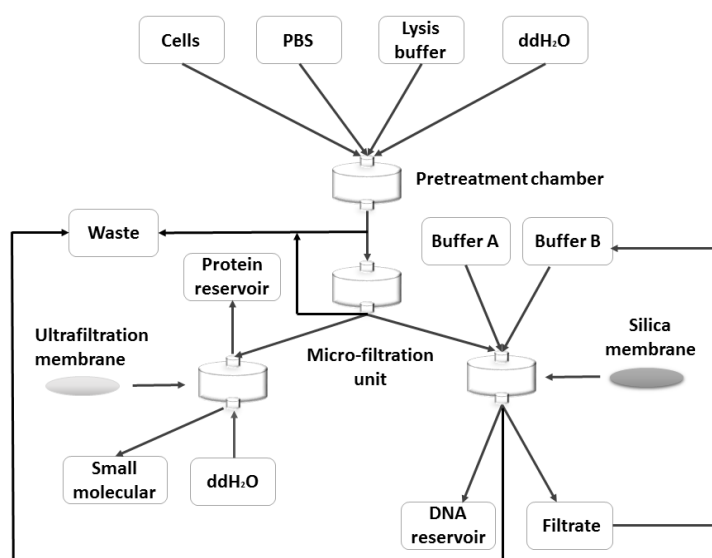 Cells
PBS
Lysis
buffer
ddH₂O
Pretreatment chamber
Waste
Buffer A
Buffer B
Protein
reservoir
Ultrafiltration
membrane
Micro-filtration
unit
Silica
membrane
Small
molecular
ddH₂O
DNA
reservoir
Filtrate